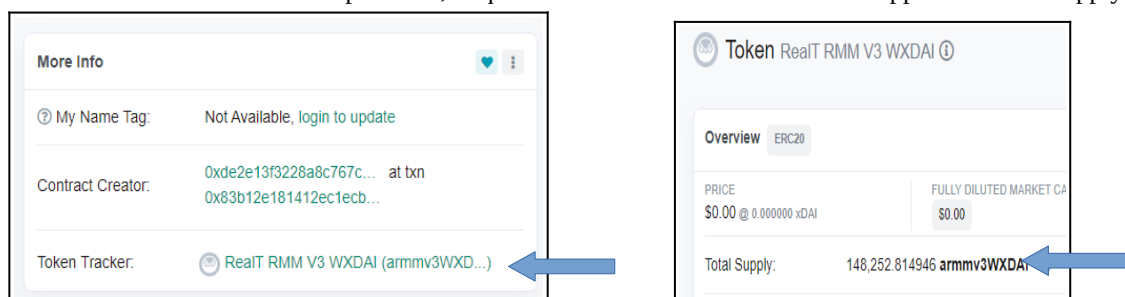 More Info
My Name Tag: Not Available, login to update
Contract Creator: 0xde2e13f3228a8c767c... at txn
0x83b12e181412ec1ecb...
Token Tracker: RealT RMM V3 WXDAI (armmv3WXD...)
Token RealT RMM V3 WXDAI
Overview ERC20
PRICE
$0.00 @ 0.000000 xDAI
FULLY DILUTED MARKET CA
$0.00
Total Supply: 148,252.814946 armmv3WXDAI